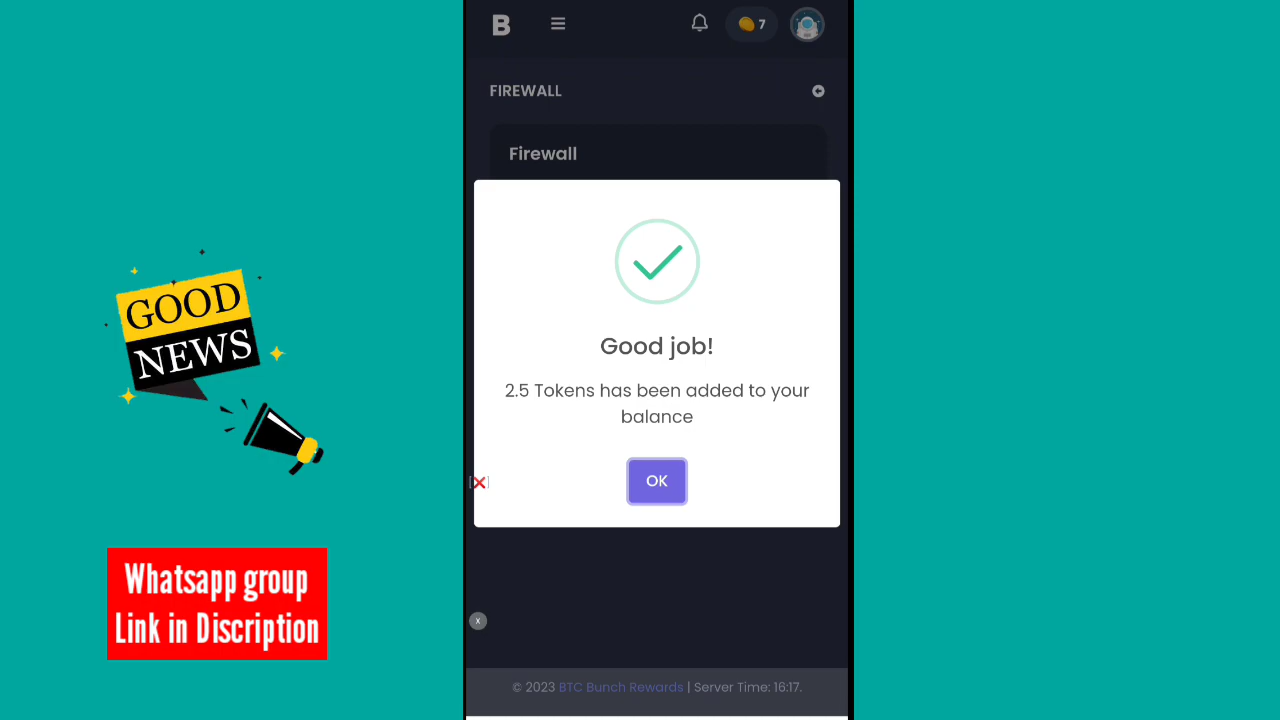 B
7
FIREWALL
Firewall
Good job!
2.5 Tokens has been added to your
balance
OK
x
© 2023 BTC Bunch Rewards | Server Time: 16:17.
GOOD
NEWS
Whatsapp group
Link in Discription